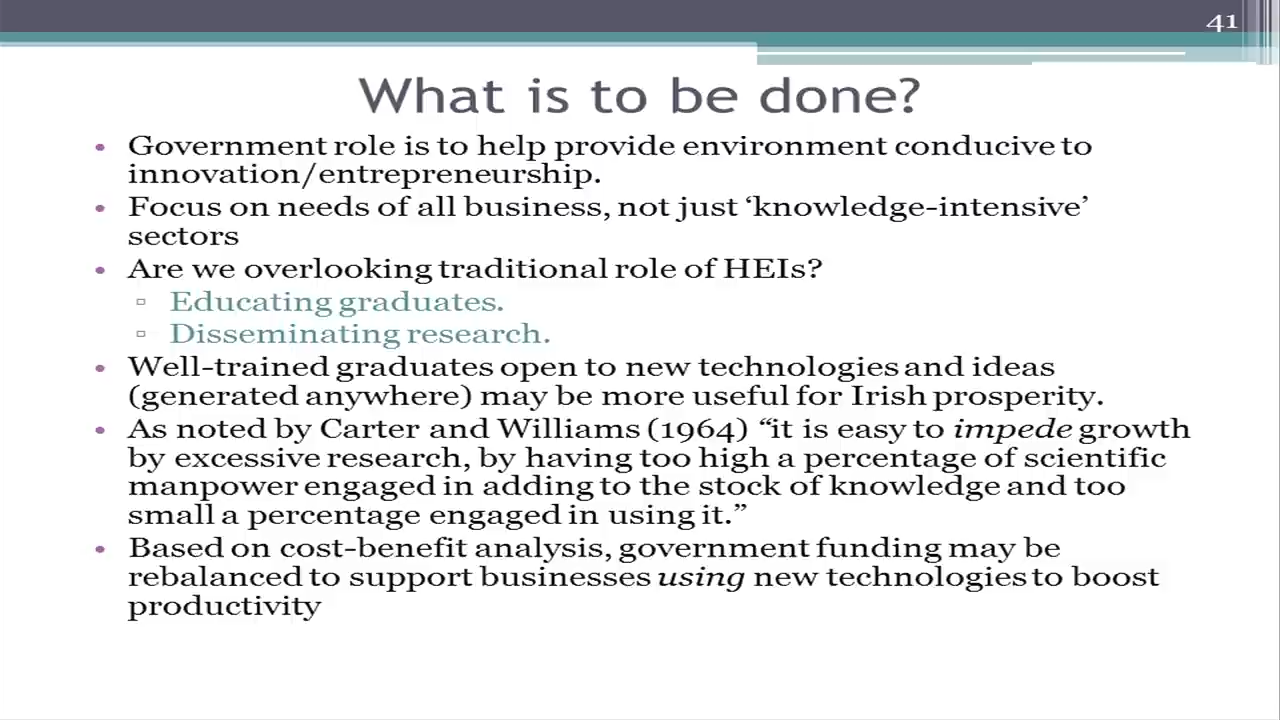 41
What is to be done?
• Government role is to help provide environment conducive to
innovation/entrepreneurship.
• Focus on needs of all business, not just ‘knowledge-intensive’
sectors
• Are we overlooking traditional role of HEIs?
▫ Educating graduates.
▫ Disseminating research.
• Well-trained graduates open to new technologies and ideas
(generated anywhere) may be more useful for Irish prosperity.
• As noted by Carter and Williams (1964) “it is easy to impede growth
by excessive research, by having too high a percentage of scientific
manpower engaged in adding to the stock of knowledge and too
small a percentage engaged in using it.”
• Based on cost-benefit analysis, government funding may be
rebalanced to support businesses using new technologies to boost
productivity